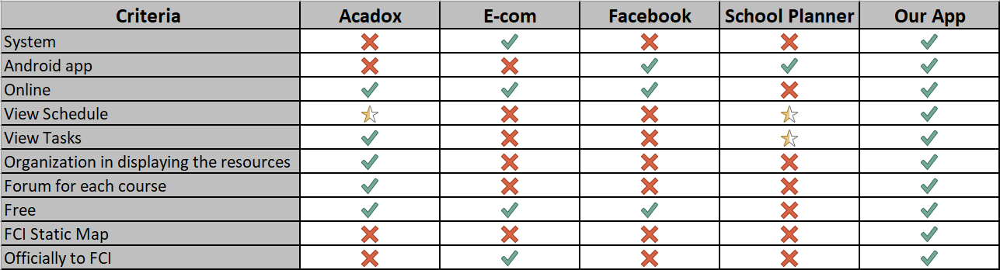 Criteria Acadox E-com Facebook School Planner Our App
System
Android app
Online
View Schedule
View Tasks
Organization in displaying the resources
Forum for each course
Free
FCI Static Map
Officially to FCI